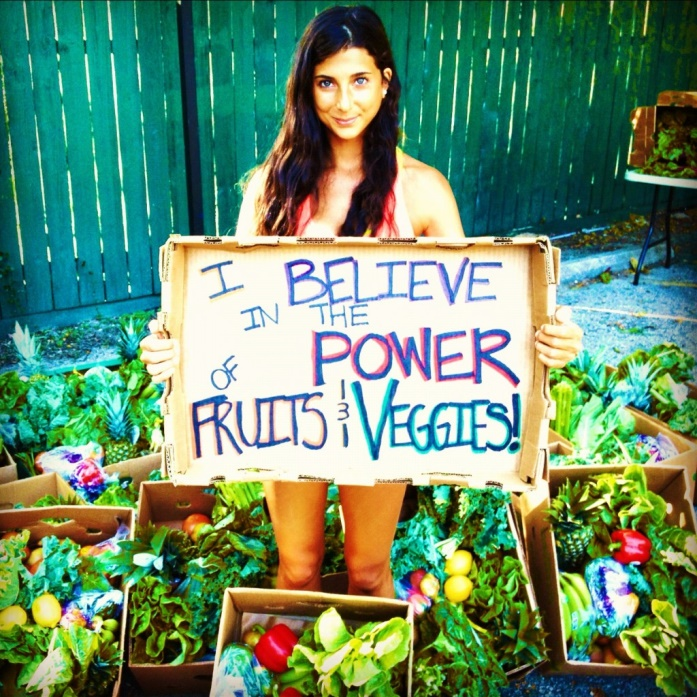 I BELIEVE
IN THE
OF POWER
FRUITS & VEGGIES!